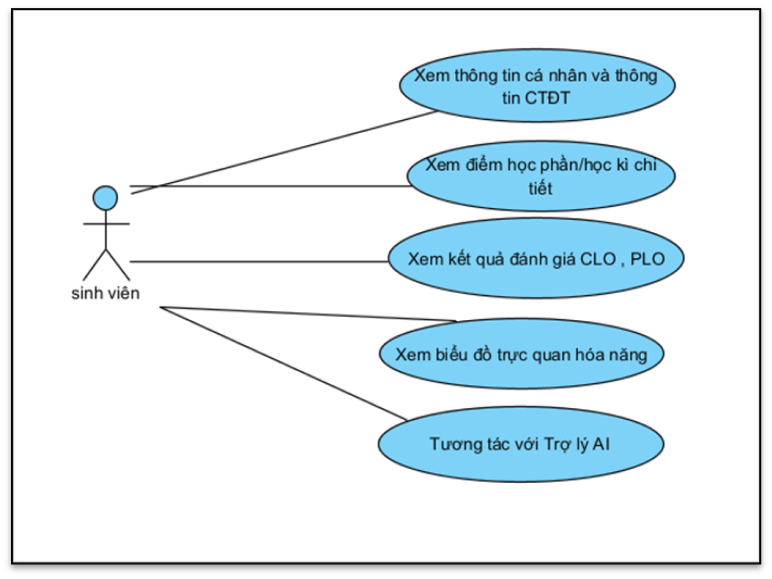 Xem thông tin cá nhân và thông
tin CTĐT
Xem điểm học phần/học kì chi
tiết
sinh viên
Xem kết quả đánh giá CLO , PLO
Xem biểu đồ trực quan hóa năng
Tương tác với Trợ lý AI